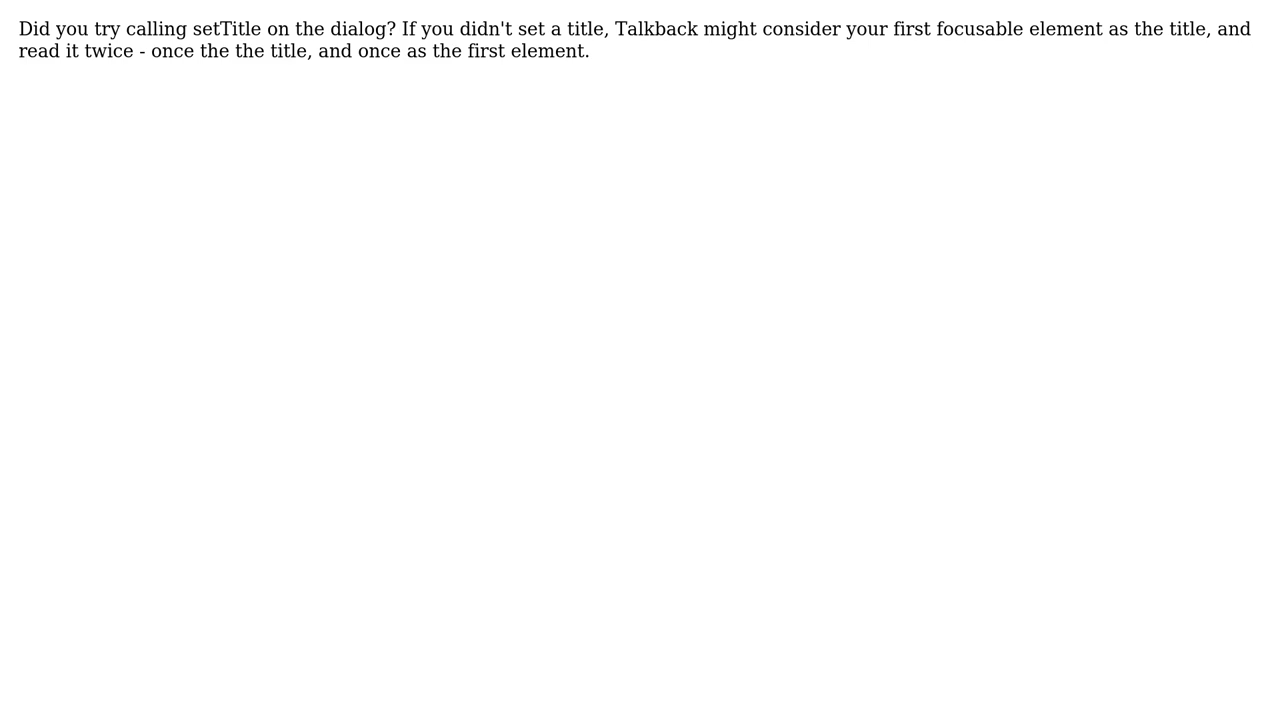 Did you try calling setTitle on the dialog? If you didn't set a title, Talkback might consider your first focusable element as the title, and
read it twice - once the the title, and once as the first element.